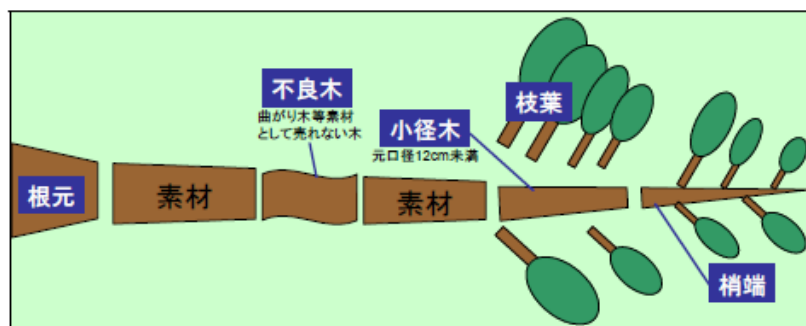 不良木
曲がり木等素材
として売れない木
枝葉
小径木
元口径12cm未満
根元
素材
素材
梢端